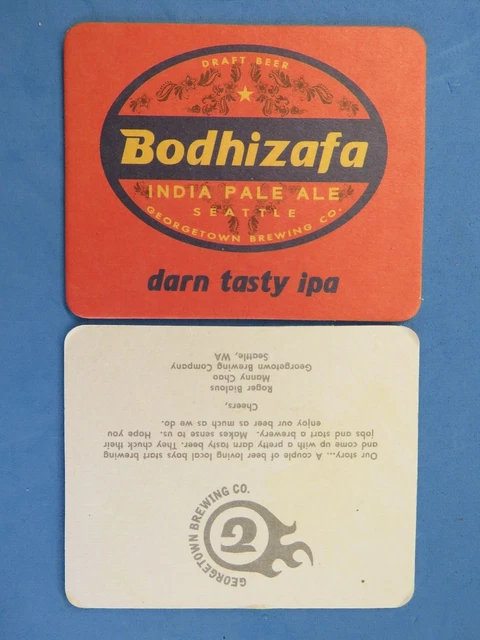 DRAFT BEER
Bodhizafa
INDIA PALE ALE
SEATTLE
GEORGETOWN BREWING CO.
darn tasty ipa
GEORGETOWN BREWING CO.
G
Our story... A couple of beer loving local boys start brewing
and come up with a pretty darn tasty beer. They chuck their
jobs and start a brewery. Makes sense to us. Hope you
enjoy our beer as much as we do.
Cheers,
Roger Bialous
Manny Chao
Georgetown Brewing Company
Seattle, WA